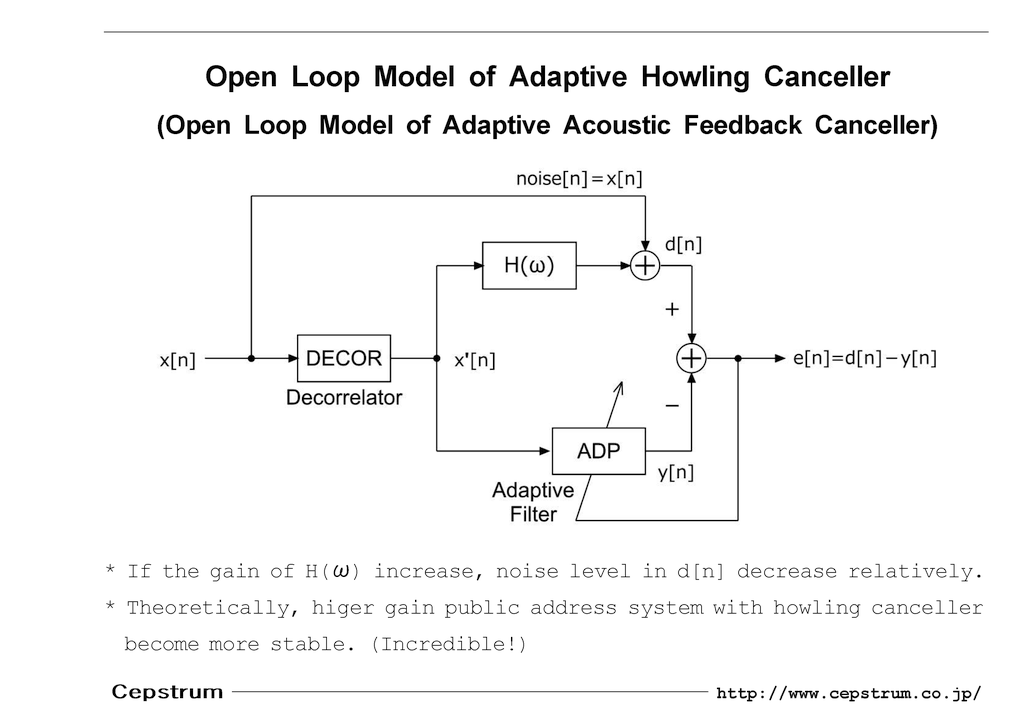 Open Loop Model of Adaptive Howling Canceller
(Open Loop Model of Adaptive Acoustic Feedback Canceller)
noise[n]=x[n]
d[n]
H(ω)
+
+
x[n]
DECOR
x'[n]
+
e[n]=d[n]−y[n]
Decorrelator
−
ADP
y[n]
Adaptive
Filter
* If the gain of H(ω) increase, noise level in d[n] decrease relatively.
* Theoretically, higer gain public address system with howling canceller
become more stable. (Incredible!)
Cepstrum
http://www.cepstrum.co.jp/